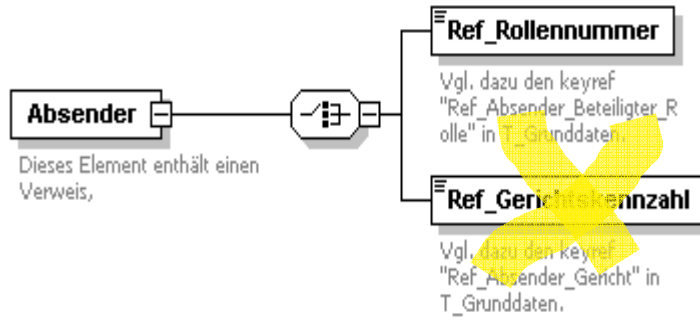 Ref_Rollennummer
Vgl. dazu den keyref
"Ref_Absender_Beteiligter_R
olle" in T_Grunddaten.
Absender
Dieses Element enthält einen
Verweis,
Ref_Gerichtskennzahl
Vgl. dazu den keyref
"Ref_Absender_Gericht" in
T_Grunddaten.